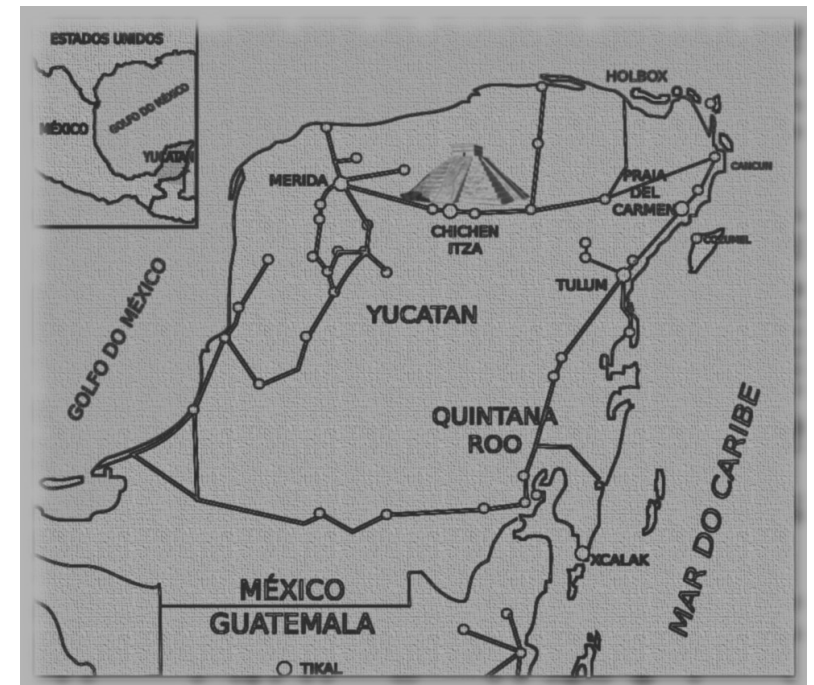 ESTADOS UNIDOS
GOLFO DO MÉXICO
MÉXICO
YUCATAN
HOLBOX
CANCUN
MERIDA
PRAIA
DEL
CARMEN
CHICHEN
ITZA
COZUMEL
TULUM
GOLFO DO MÉXICO
YUCATAN
QUINTANA
ROO
MAR DO CARIBE
XCALAK
MÉXICO
GUATEMALA
TIKAL